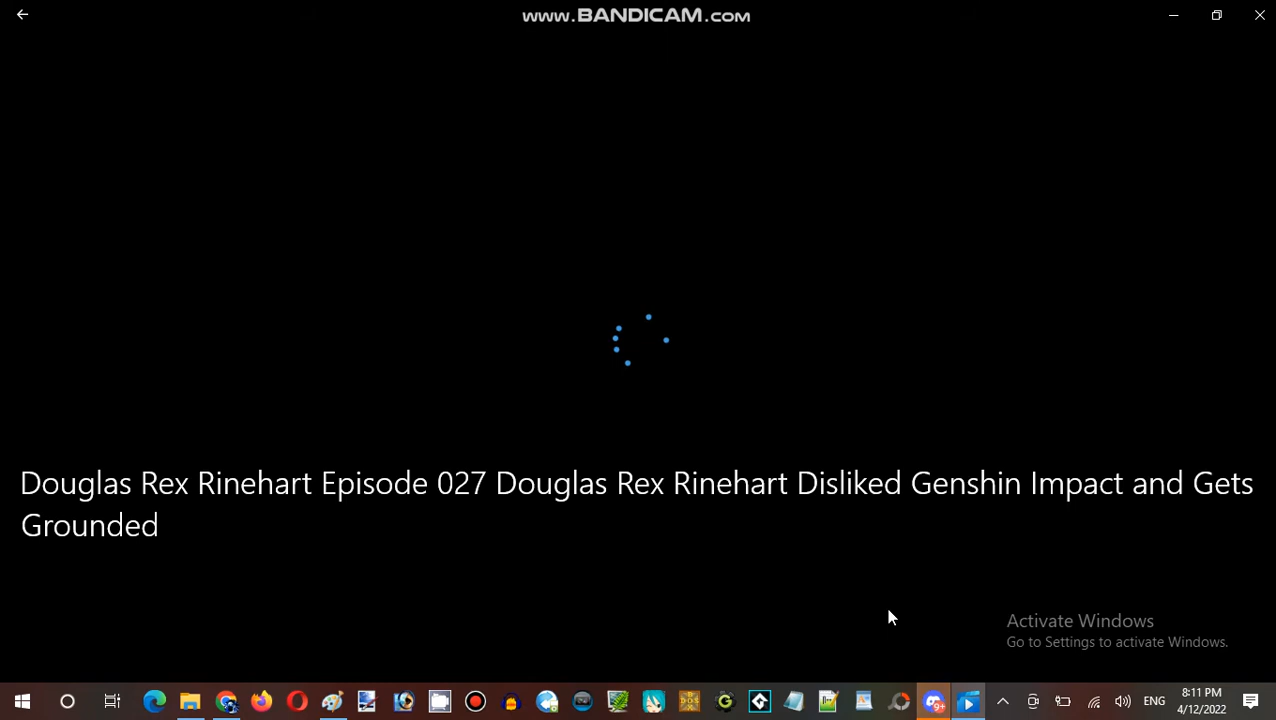 www.BANDICAM.com
Douglas Rex Rinehart Episode 027 Douglas Rex Rinehart Disliked Genshin Impact and Gets
Grounded
Activate Windows
Go to Settings to activate Windows.
9+
ENG
8:11 PM
4/12/2022